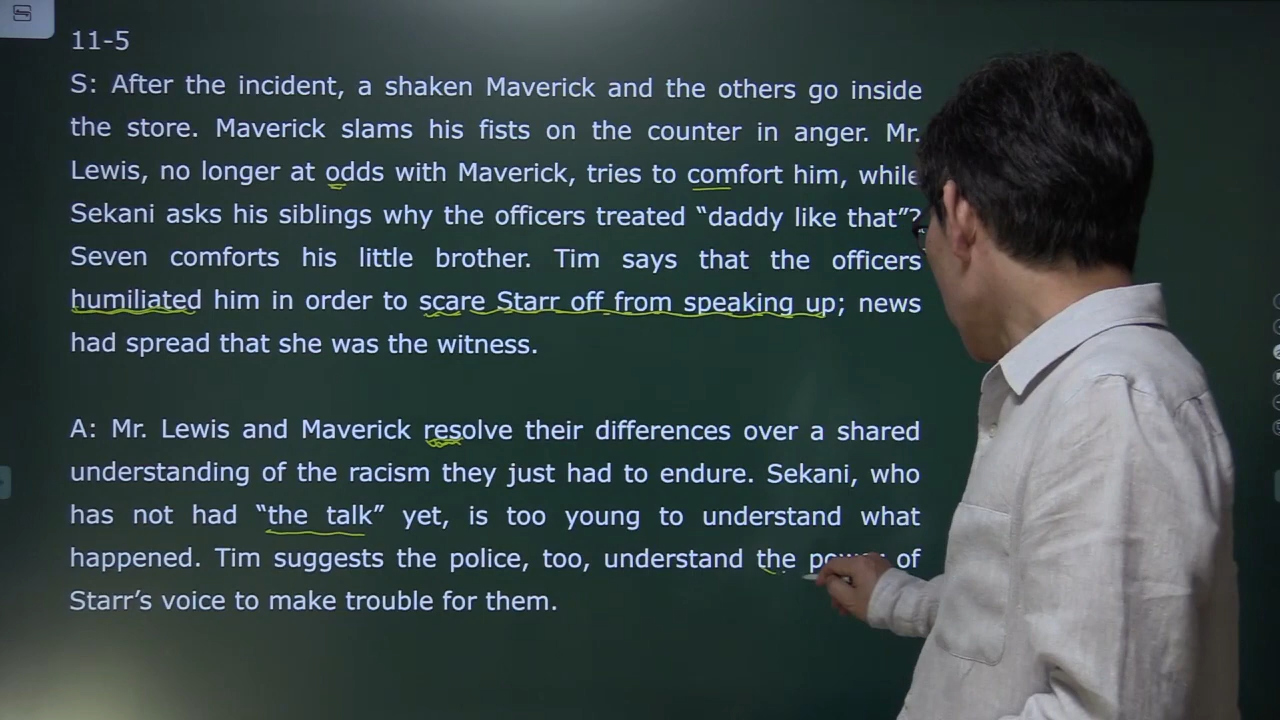 11-5
S: After the incident, a shaken Maverick and the others go inside
the store. Maverick slams his fists on the counter in anger. Mr.
Lewis, no longer at odds with Maverick, tries to comfort him, while
Sekani asks his siblings why the officers treated “daddy like that”?
Seven comforts his little brother. Tim says that the officers
humiliated him in order to scare Starr off from speaking up; news
had spread that she was the witness.
A: Mr. Lewis and Maverick resolve their differences over a shared
understanding of the racism they just had to endure. Sekani, who
has not had “the talk” yet, is too young to understand what
happened. Tim suggests the police, too, understand the power of
Starr’s voice to make trouble for them.